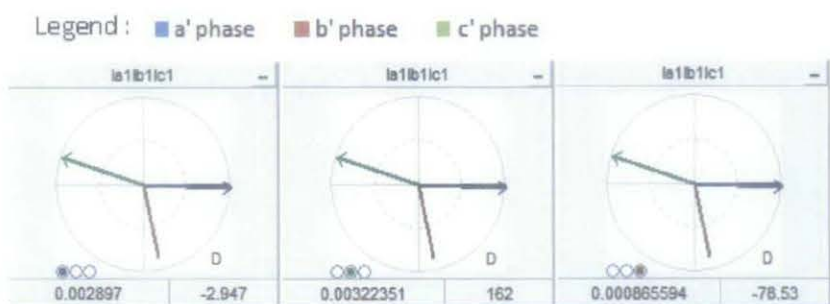 Legend : a' phase b' phase c' phase
Ia1Ib1Ic1 – Ia1Ib1Ic1 – Ia1Ib1Ic1 –
D D D
0.002897 -2.947 0.00322351 162 0.000865594 -78.53